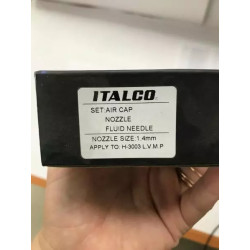 ITALCO
SET:AIR CAP
NOZZLE
FLUID NEEDLE
NOZZLE SIZE:1.4mm
APPLY TO: H-3003 L.V.M.P